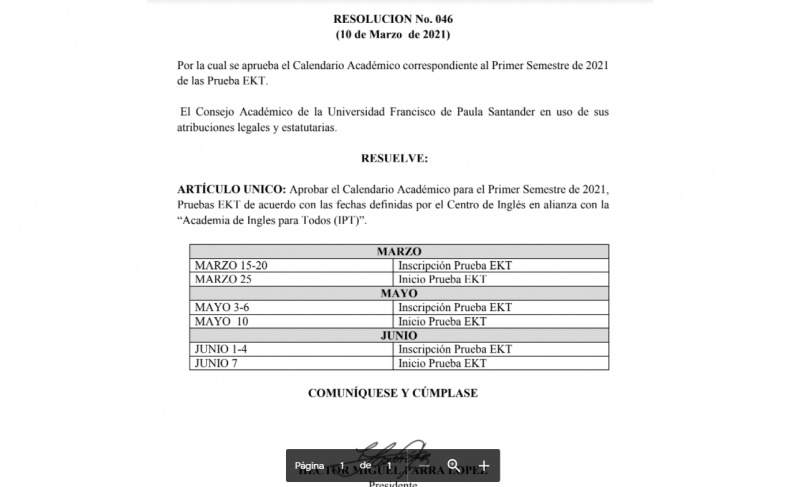 RESOLUCION No. 046
(10 de Marzo de 2021)
Por la cual se aprueba el Calendario Académico correspondiente al Primer Semestre de 2021
de las Prueba EKT.
El Consejo Académico de la Universidad Francisco de Paula Santander en uso de sus
atribuciones legales y estatutarias.
RESUELVE:
ARTÍCULO UNICO: Aprobar el Calendario Académico para el Primer Semestre de 2021,
Pruebas EKT de acuerdo con las fechas definidas por el Centro de Inglés en alianza con la
“Academia de Ingles para Todos (IPT)”.
MARZO
MARZO 15-20 Inscripción Prueba EKT
MARZO 25 Inicio Prueba EKT
MAYO
MAYO 3-6 Inscripción Prueba EKT
MAYO 10 Inicio Prueba EKT
JUNIO
JUNIO 1-4 Inscripción Prueba EKT
JUNIO 7 Inicio Prueba EKT
COMUNÍQUESE Y CÚMPLASE
HECTOR MIGUEL PARRA LOPEZ
Página 1 de 1
Presidente